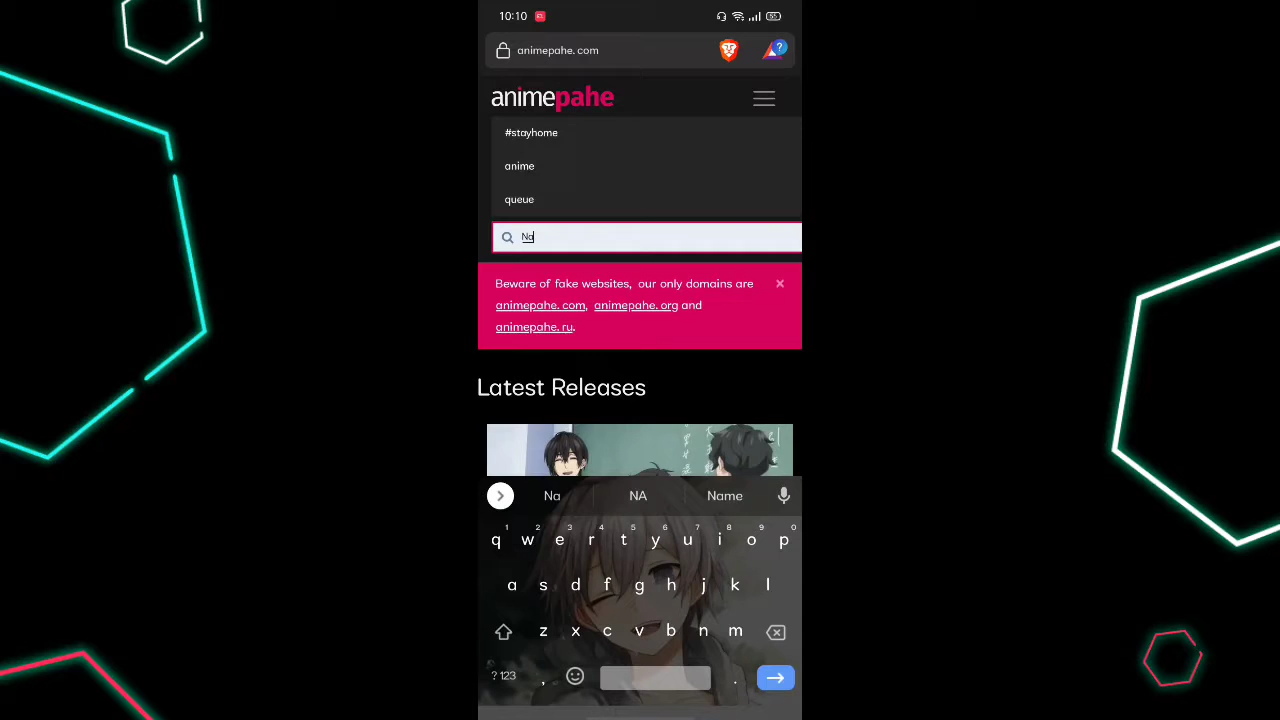 10:10
55
animepahe.com
?
animepahe
#stayhome
anime
queue
Na
Beware of fake websites, our only domains are
animepahe.com, animepahe.org and
animepahe.ru.
×
Latest Releases
Na NA Name
1 2 3 4 5 6 7 8 9 0
q w e r t y u i o p
a s d f g h j k l
z x c v b n m
?123 , .